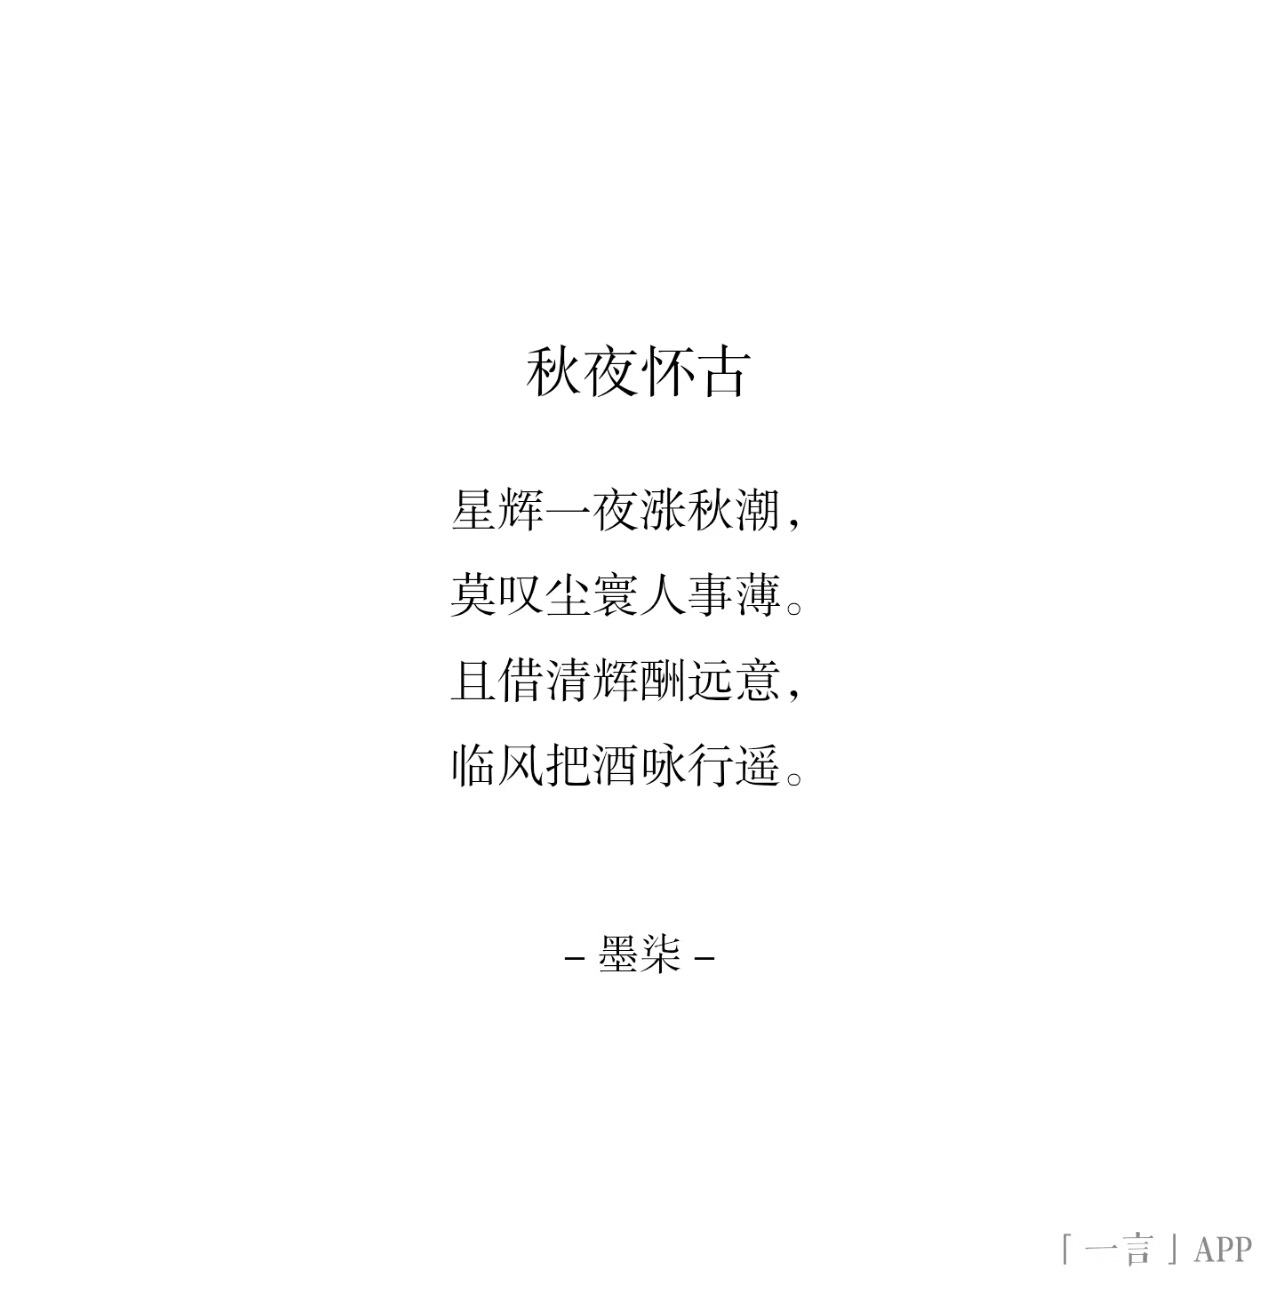 秋夜怀古
星辉一夜涨秋潮，
莫叹尘寰人事薄。
且借清辉酬远意，
临风把酒咏行遥。
– 墨柒 –
「一言」APP